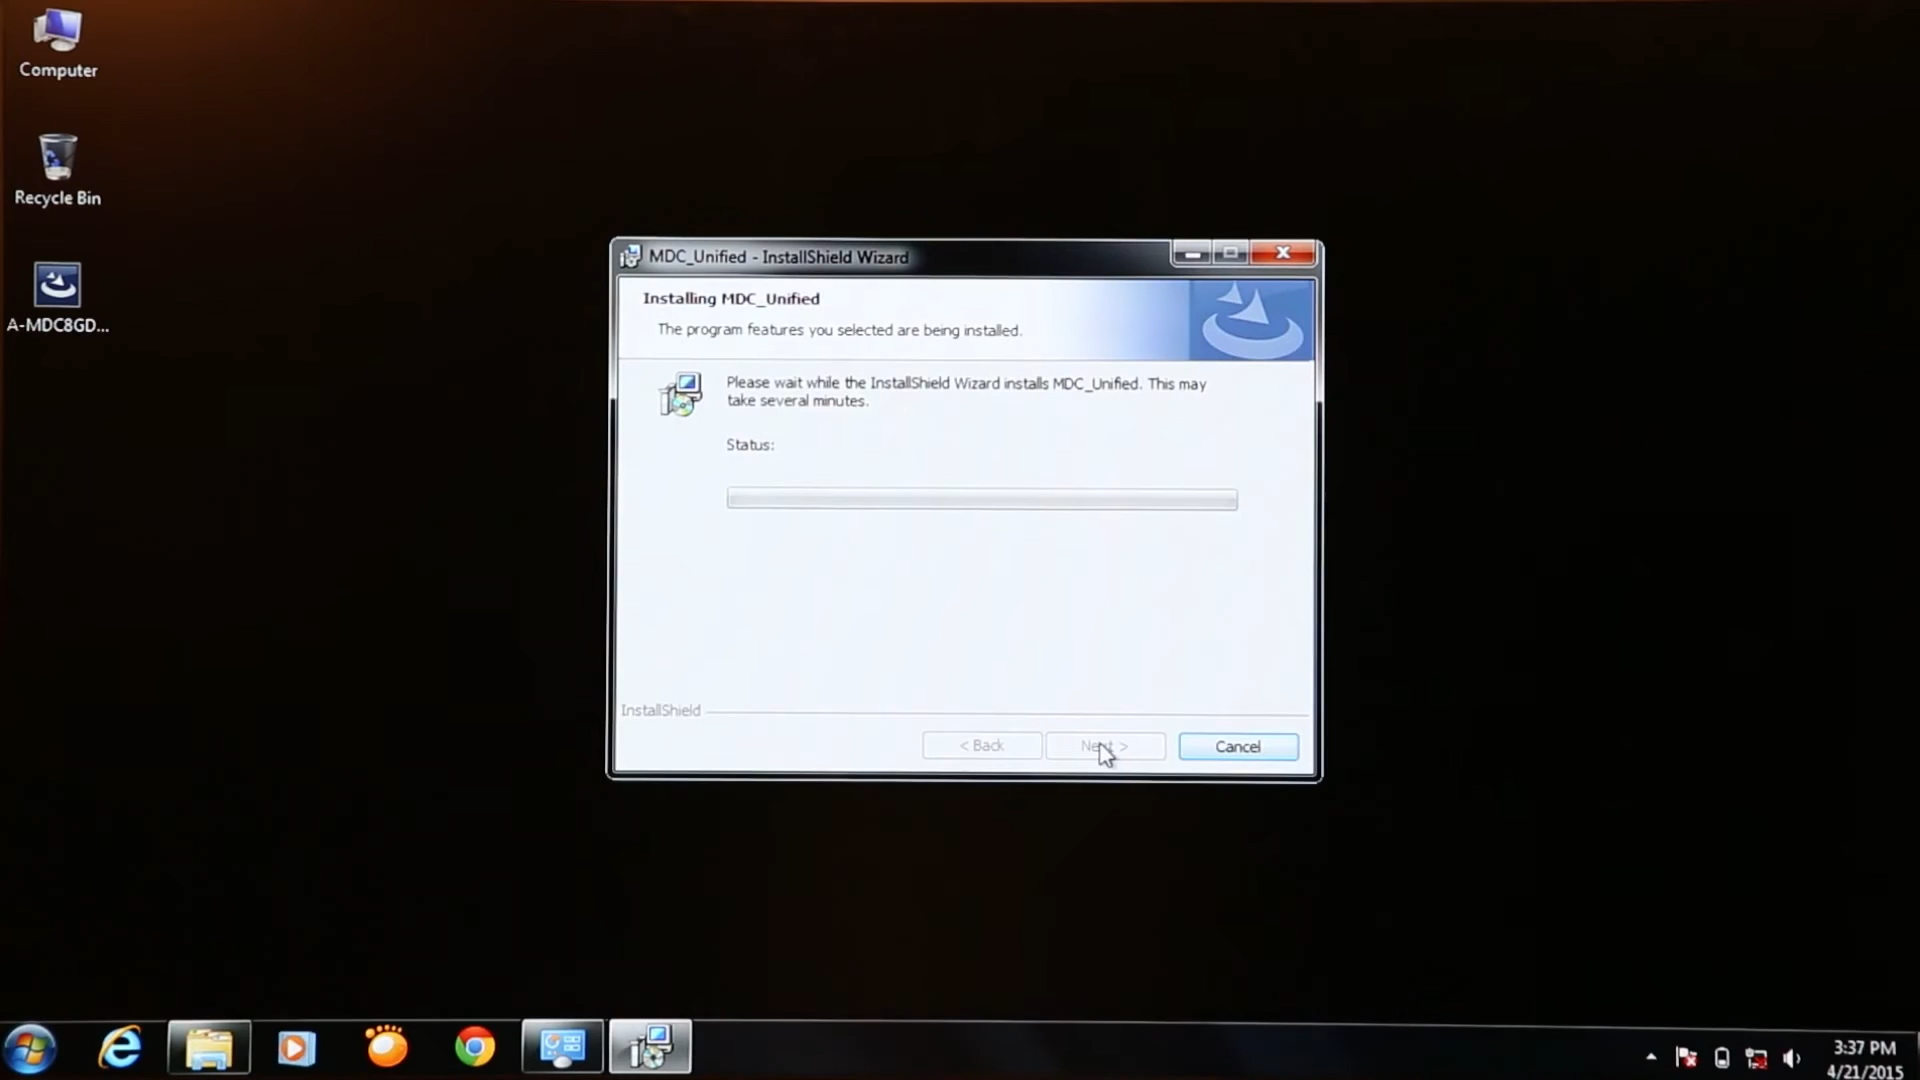 Computer
Recycle Bin
A-MDC8GD...
MDC_Unified - InstallShield Wizard
Installing MDC_Unified
The program features you selected are being installed.
Please wait while the InstallShield Wizard installs MDC_Unified. This may
take several minutes.
Status:
InstallShield
< Back
Next >
Cancel
3:37 PM
4/21/2015